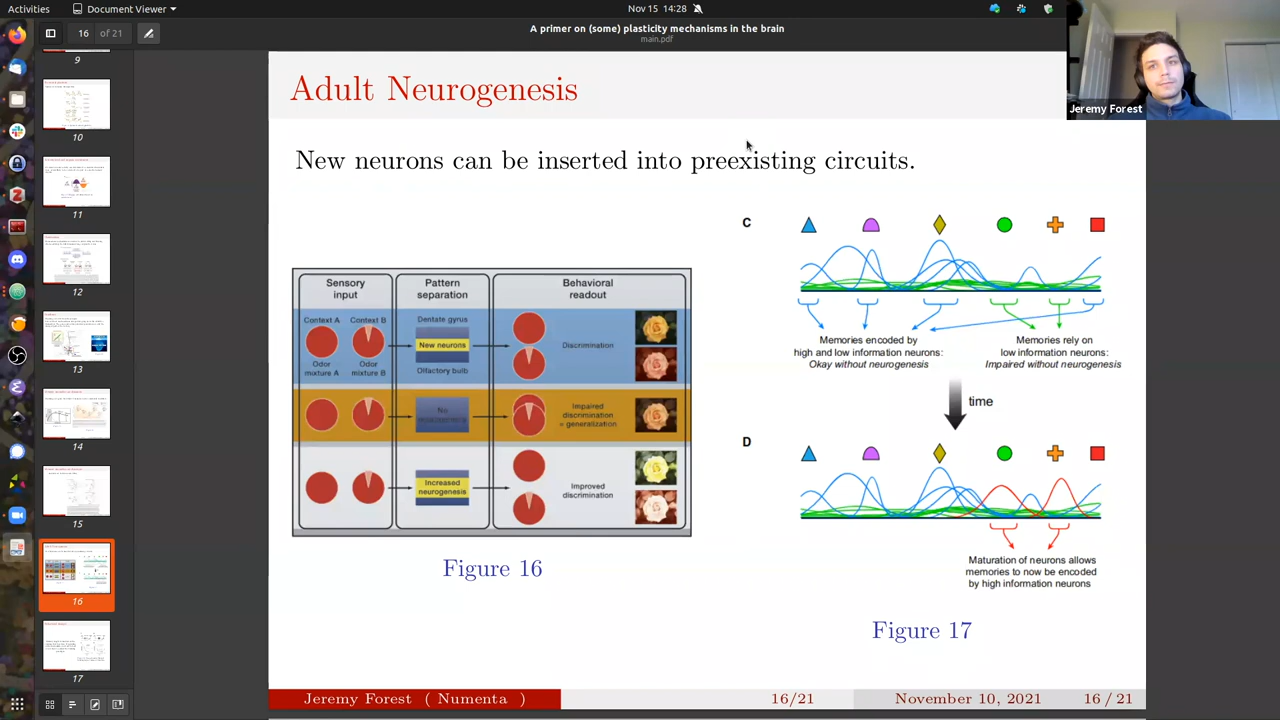 Activities
Document Viewer
Nov 15 14:28
16 of 21
A primer on (some) plasticity mechanisms in the brain
main.pdf
Jeremy Forest
9
10
11
12
13
14
15
16
17
Adult Neurogenesis
New neurons can be inserted into preexisting circuits.
Sensory input
Pattern separation
Behavioral readout
Context A
Context B
Odor mixture A
Odor mixture B
Dentate gyrus
New neurons
Olfactory bulb
Discrimination
No
Impaired discrimination = generalization
Increased neurogenesis
Improved discrimination
Figure 16
C
Memories encoded by
high and low information neurons:
Okay without neurogenesis
Memories rely on
low information neurons:
Impaired without neurogenesis
time
D
Maturation of neurons allows
memories to now be encoded
by high information neurons
Figure 17
Jeremy Forest ( Numenta )
16/21
November 10, 2021
16 / 21